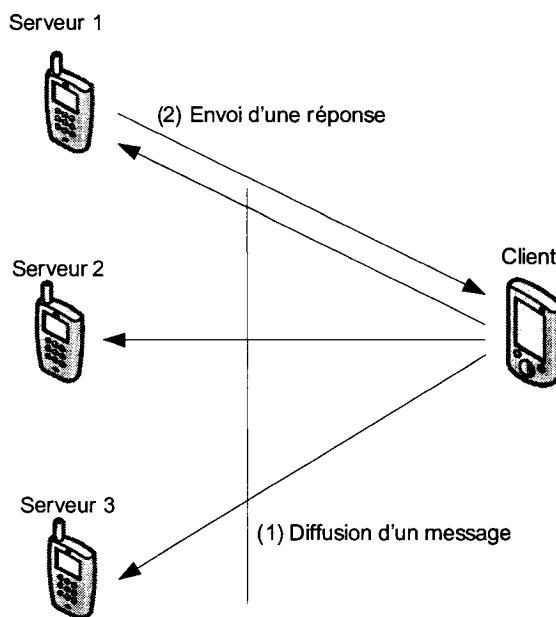 Serveur 1
(2) Envoi d'une réponse
Client
Serveur 2
Serveur 3
(1) Diffusion d'un message